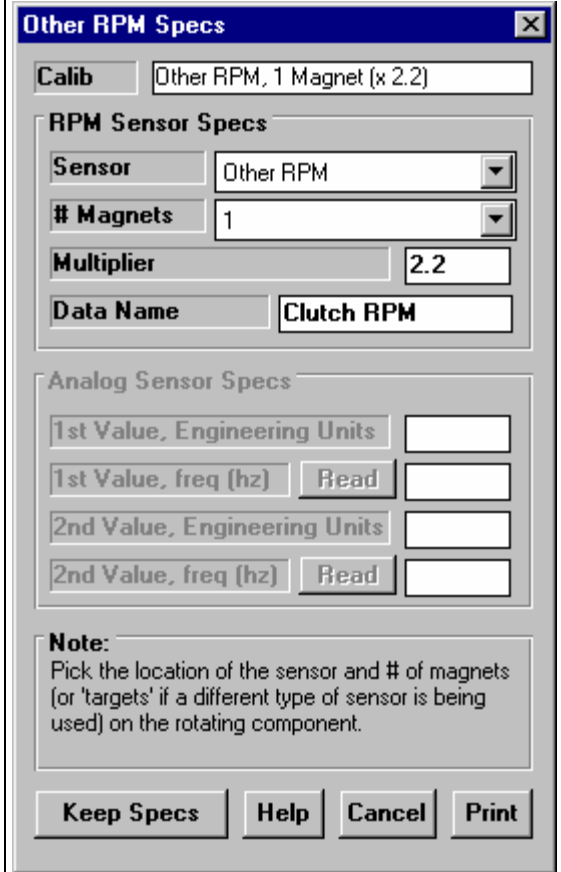 Other RPM Specs
Calib Other RPM, 1 Magnet (x 2.2)
RPM Sensor Specs
Sensor Other RPM
# Magnets 1
Multiplier 2.2
Data Name Clutch RPM
Analog Sensor Specs
1st Value, Engineering Units
1st Value, freq (hz) Read
2nd Value, Engineering Units
2nd Value, freq (hz) Read
Note:
Pick the location of the sensor and # of magnets
(or 'targets' if a different type of sensor is being
used) on the rotating component.
Keep Specs Help Cancel Print